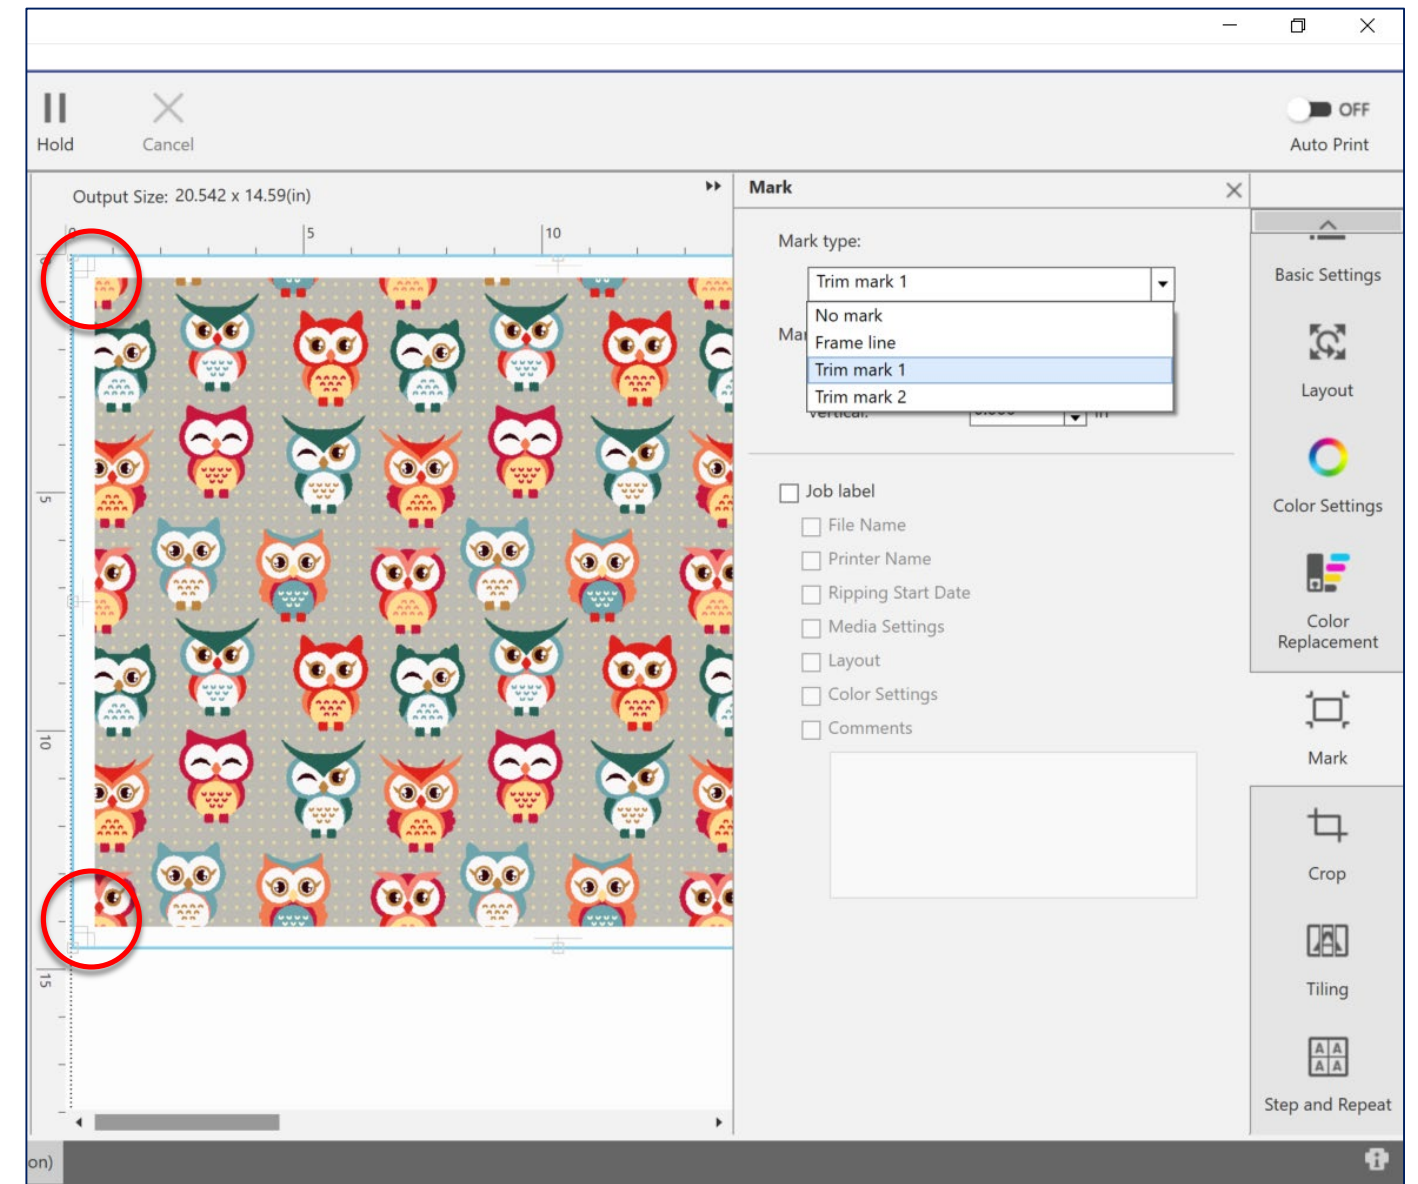 Hold
Cancel
OFF
Auto Print
Output Size: 20.542 x 14.59(in)
0
5
10
0
5
10
15
Mark
Mark type:
Trim mark 1
No mark
Frame line
Trim mark 1
Trim mark 2
in
Job label
File Name
Printer Name
Ripping Start Date
Media Settings
Layout
Color Settings
Comments
Basic Settings
Layout
Color Settings
Color
Replacement
Mark
Crop
Tiling
A A
A A
Step and Repeat
on)